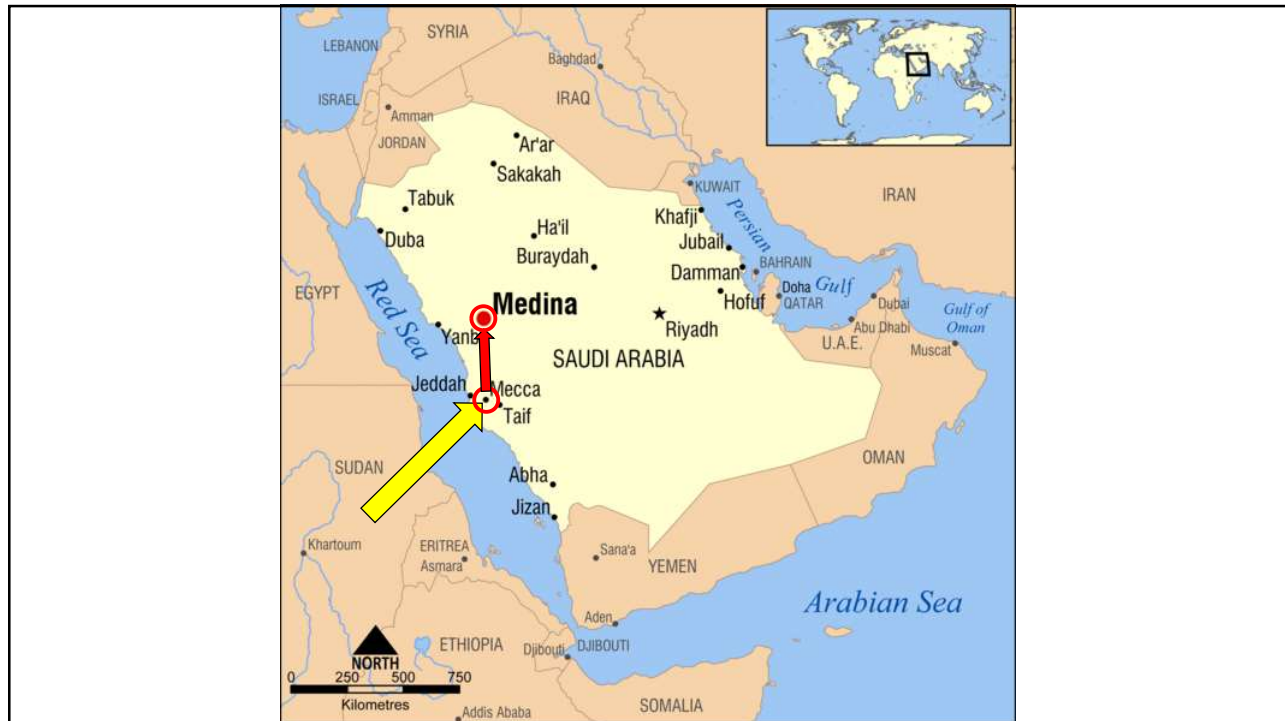 SYRIA
LEBANON
Baghdad
ISRAEL
IRAQ
Amman
JORDAN
Ar'ar
Sakakah
KUWAIT
IRAN
Tabuk
Khafji
Persian
Duba
Ha'il
Jubail
Buraydah
BAHRAIN
Damman
Doha
Gulf
EGYPT
Red Sea
Medina
Hofuf
QATAR
Dubai
Gulf of
Oman
Yanb
Riyadh
Abu Dhabi
U.A.E.
Muscat
SAUDI ARABIA
Jeddah
Mecca
Taif
SUDAN
OMAN
Abha
Jizan
Khartoum
ERITREA
Asmara
Sana'a
YEMEN
Arabian Sea
Aden
ETHIOPIA
Djibouti
DJIBOUTI
NORTH
0 250 500 750
Kilometres
SOMALIA
Addis Ababa